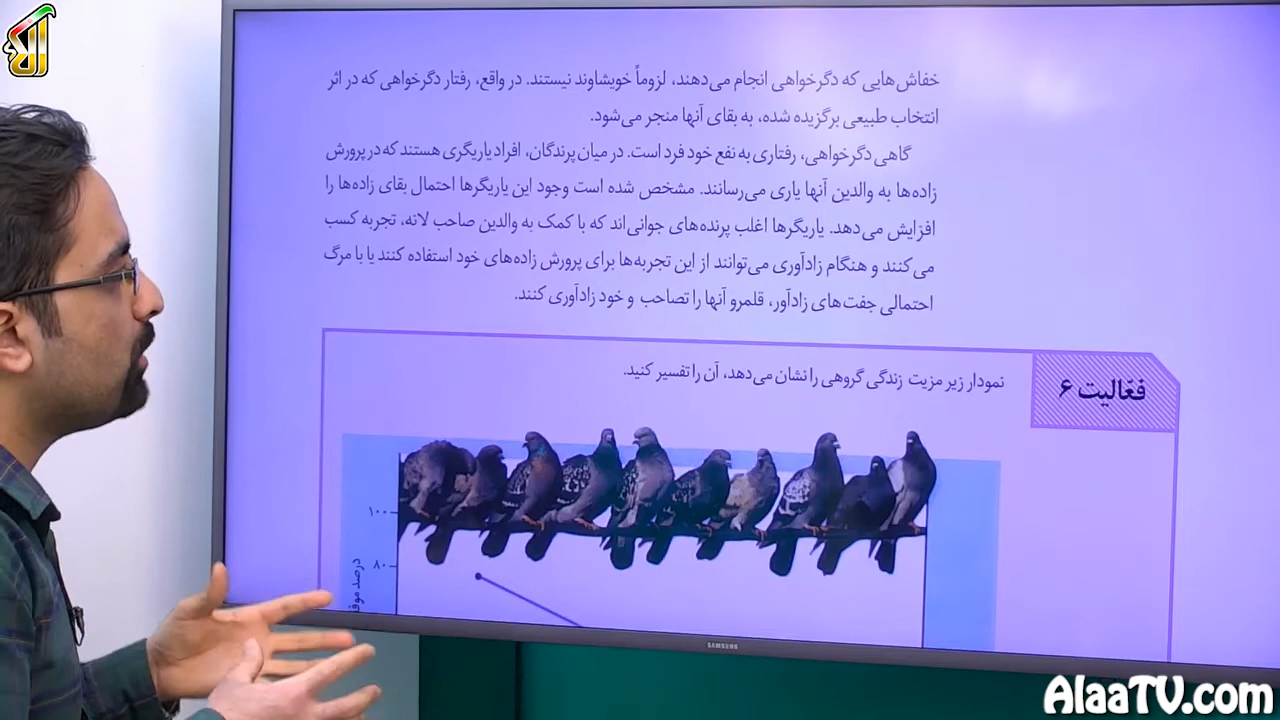 خفاش‌هایی که دگرخواهی انجام می‌دهند، لزوماً خویشاوند نیستند. در واقع، رفتار دگرخواهی که در اثر
انتخاب طبیعی برگزیده شده، به بقای آنها منجر می‌شود.
گاهی دگرخواهی، رفتاری به نفع خود فرد است. در میان پرندگان، افراد یاریگری هستند که در پرورش
زاده‌ها به والدین آنها یاری می‌رسانند. مشخص شده است وجود این یاریگرها احتمال بقای زاده‌ها را
افزایش می‌دهد. یاریگرها اغلب پرنده‌های جوانی‌اند که با کمک به والدین صاحب لانه، تجربه کسب
می‌کنند و هنگام زادآوری می‌توانند از این تجربه‌ها برای پرورش زاده‌های خود استفاده کنند یا با مرگ
احتمالی جفت‌های زادآور، قلمرو آنها را تصاحب و خود زادآوری کنند.
فعّالیت ۶
نمودار زیر مزیت زندگی گروهی را نشان می‌دهد، آن را تفسیر کنید.
۱۰۰
۸۰
درصد
SAMSUNG
AlaaTV.com